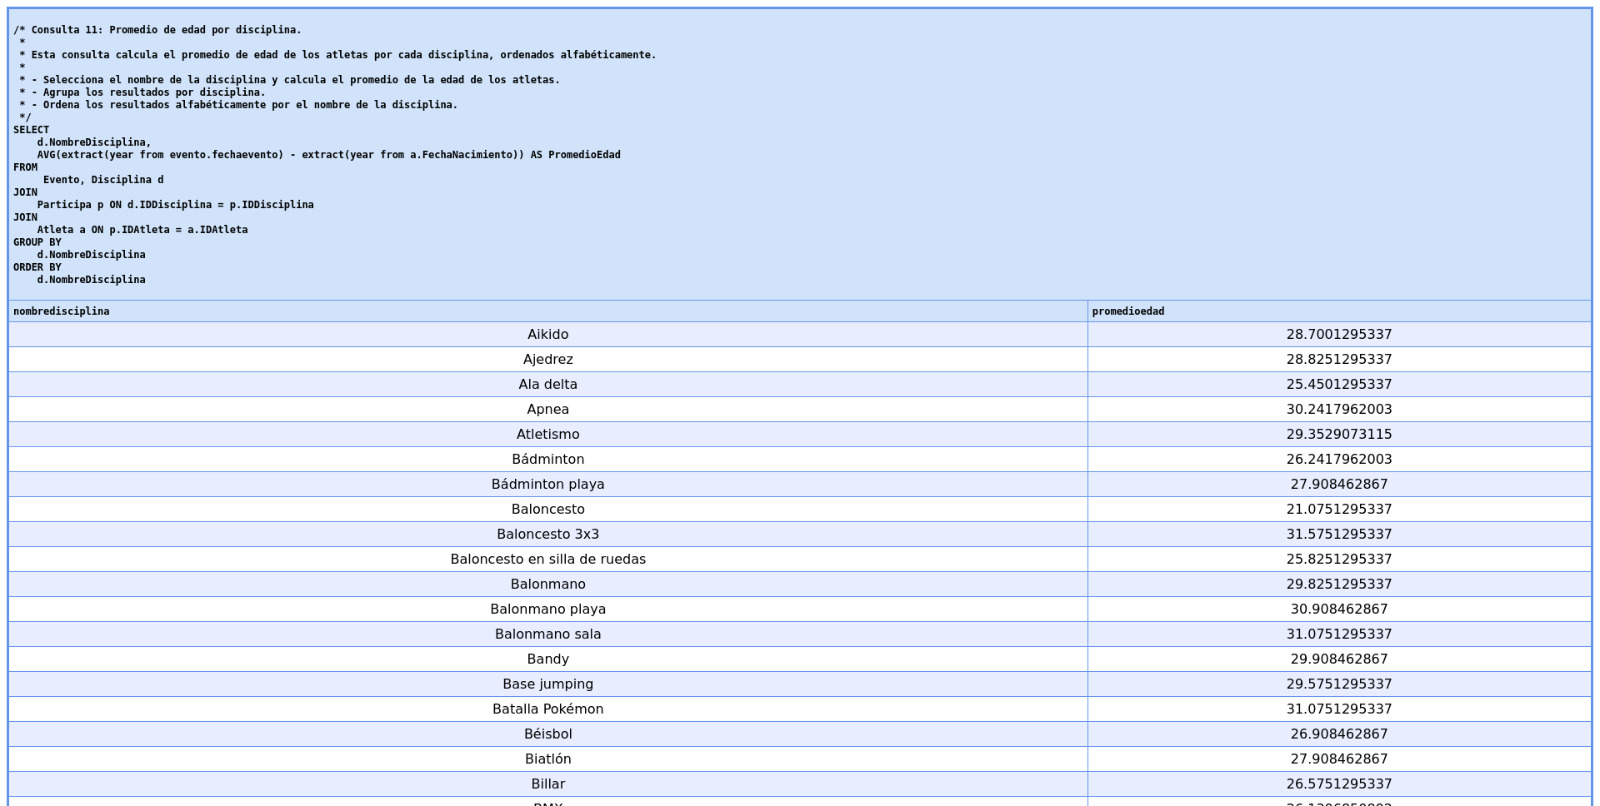 /* Consulta 11: Promedio de edad por disciplina.
 *
 * Esta consulta calcula el promedio de edad de los atletas por cada disciplina, ordenados alfabéticamente.
 *
 * - Selecciona el nombre de la disciplina y calcula el promedio de la edad de los atletas.
 * - Agrupa los resultados por disciplina.
 * - Ordena los resultados alfabéticamente por el nombre de la disciplina.
 */
SELECT
    d.NombreDisciplina,
    AVG(extract(year from evento.fechaevento) - extract(year from a.FechaNacimiento)) AS PromedioEdad
FROM
     Evento, Disciplina d
JOIN
    Participa p ON d.IDDisciplina = p.IDDisciplina
JOIN
    Atleta a ON p.IDAtleta = a.IDAtleta
GROUP BY
    d.NombreDisciplina
ORDER BY
    d.NombreDisciplina
nombredisciplina promedioedad
Aikido 28.7001295337
Ajedrez 28.8251295337
Ala delta 25.4501295337
Apnea 30.2417962003
Atletismo 29.3529073115
Bádminton 26.2417962003
Bádminton playa 27.908462867
Baloncesto 21.0751295337
Baloncesto 3x3 31.5751295337
Baloncesto en silla de ruedas 25.8251295337
Balonmano 29.8251295337
Balonmano playa 30.908462867
Balonmano sala 31.0751295337
Bandy 29.908462867
Base jumping 29.5751295337
Batalla Pokémon 31.0751295337
Béisbol 26.908462867
Biatlón 27.908462867
Billar 26.5751295337